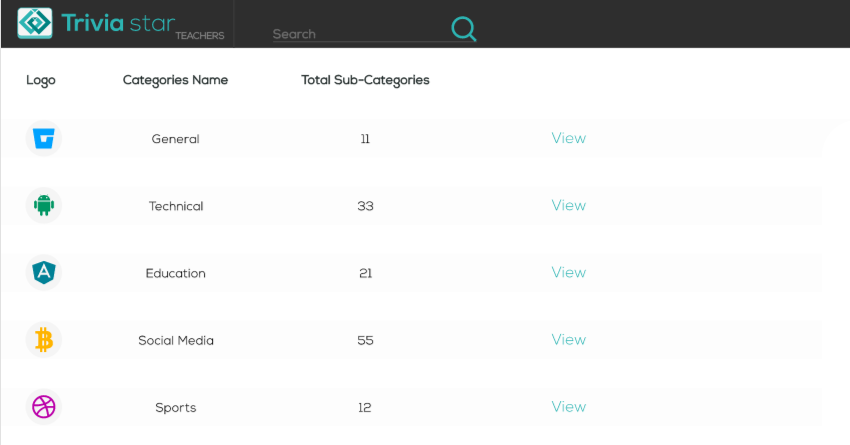 Trivia star TEACHERS Search
Logo Categories Name Total Sub-Categories
General 11 View
Technical 33 View
Education 21 View
Social Media 55 View
Sports 12 View